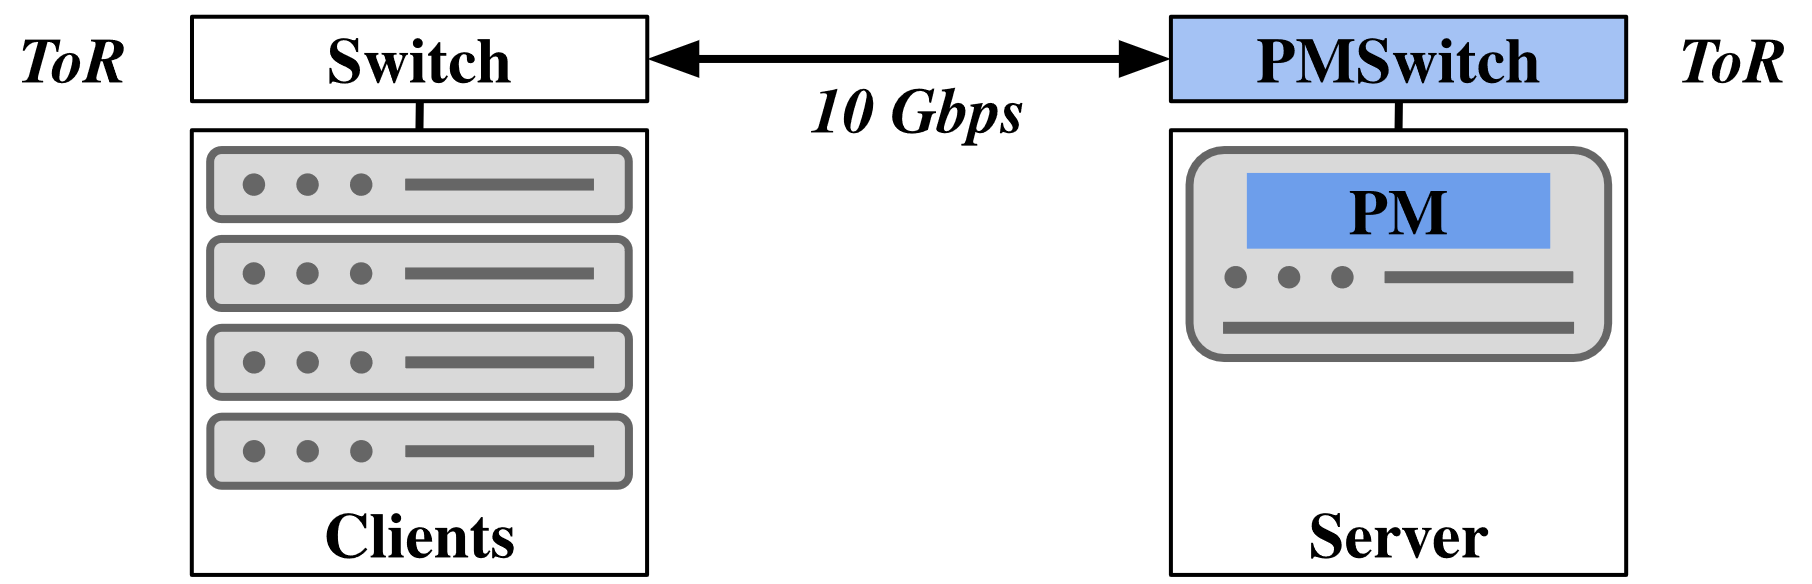 ToR
Switch
PMSwitch
ToR
10 Gbps
PM
Clients
Server